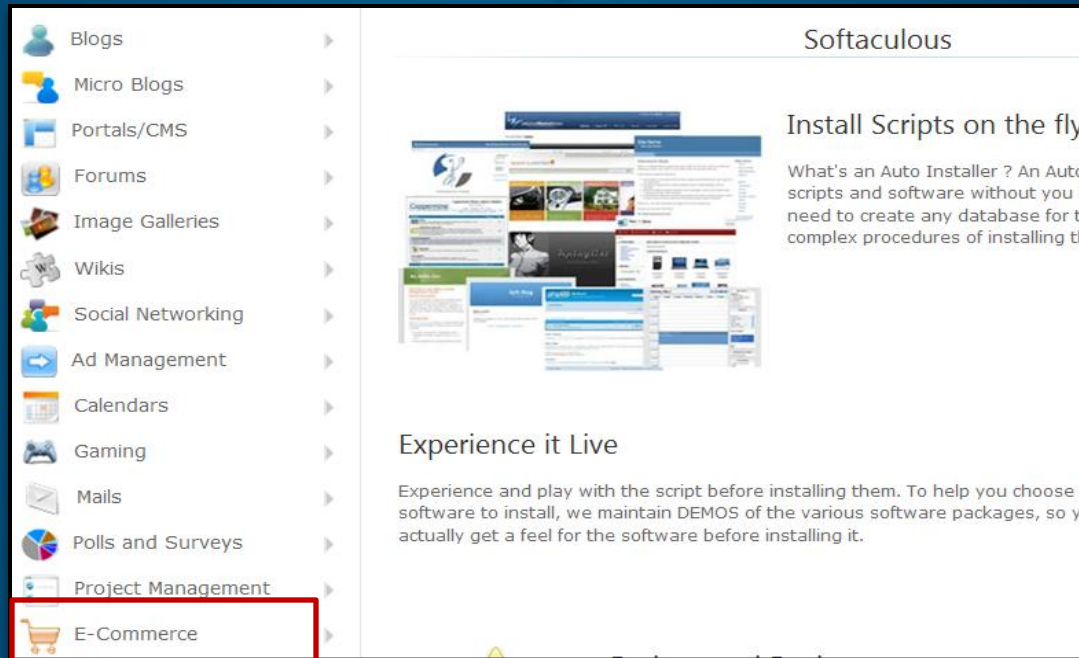 Blogs
Micro Blogs
Portals/CMS
Forums
Image Galleries
Wikis
Social Networking
Ad Management
Calendars
Gaming
Mails
Polls and Surveys
Project Management
E-Commerce
Softaculous
Install Scripts on the fly
What's an Auto Installer ? An Auto
scripts and software without you
need to create any database for
complex procedures of installing
Experience it Live
Experience and play with the script before installing them. To help you choose
software to install, we maintain DEMOS of the various software packages, so
actually get a feel for the software before installing it.